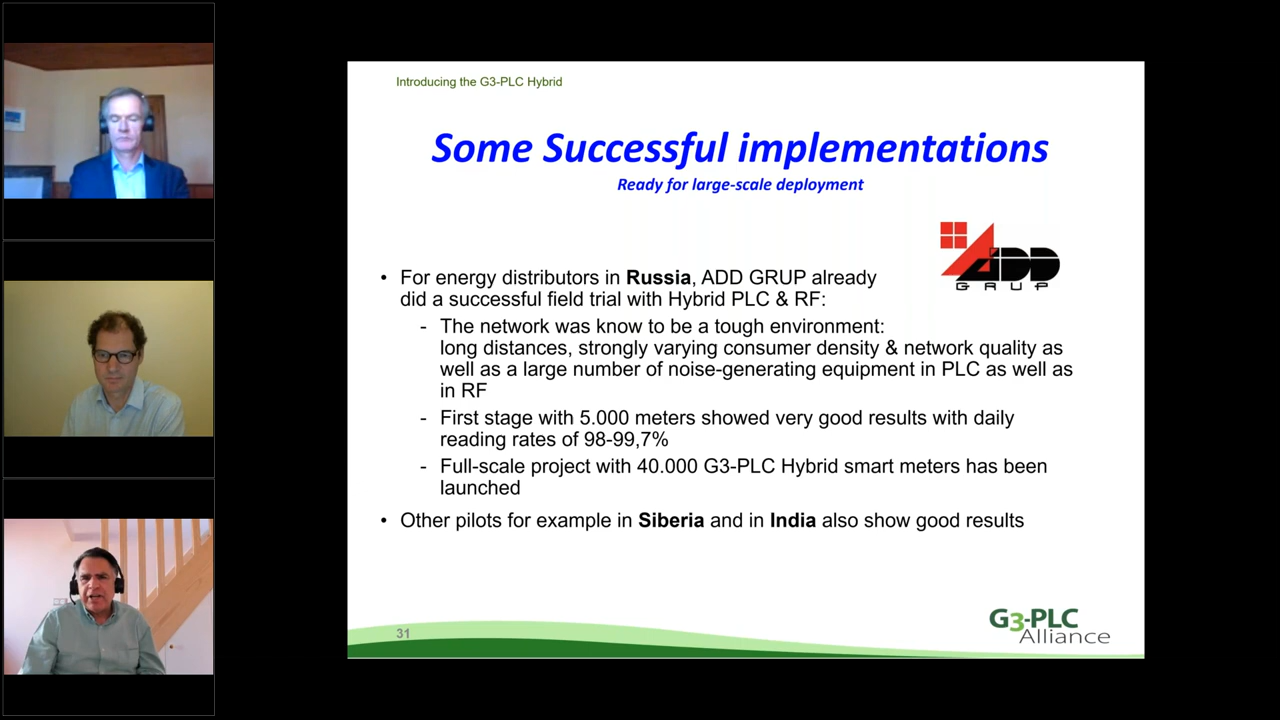 Introducing the G3-PLC Hybrid
Some Successful implementations
Ready for large-scale deployment
ADD
GRUP
• For energy distributors in Russia, ADD GRUP already
did a successful field trial with Hybrid PLC & RF:
- The network was know to be a tough environment:
long distances, strongly varying consumer density & network quality as
well as a large number of noise-generating equipment in PLC as well as
in RF
- First stage with 5.000 meters showed very good results with daily
reading rates of 98-99,7%
- Full-scale project with 40.000 G3-PLC Hybrid smart meters has been
launched
• Other pilots for example in Siberia and in India also show good results
31
G3-PLC
Alliance